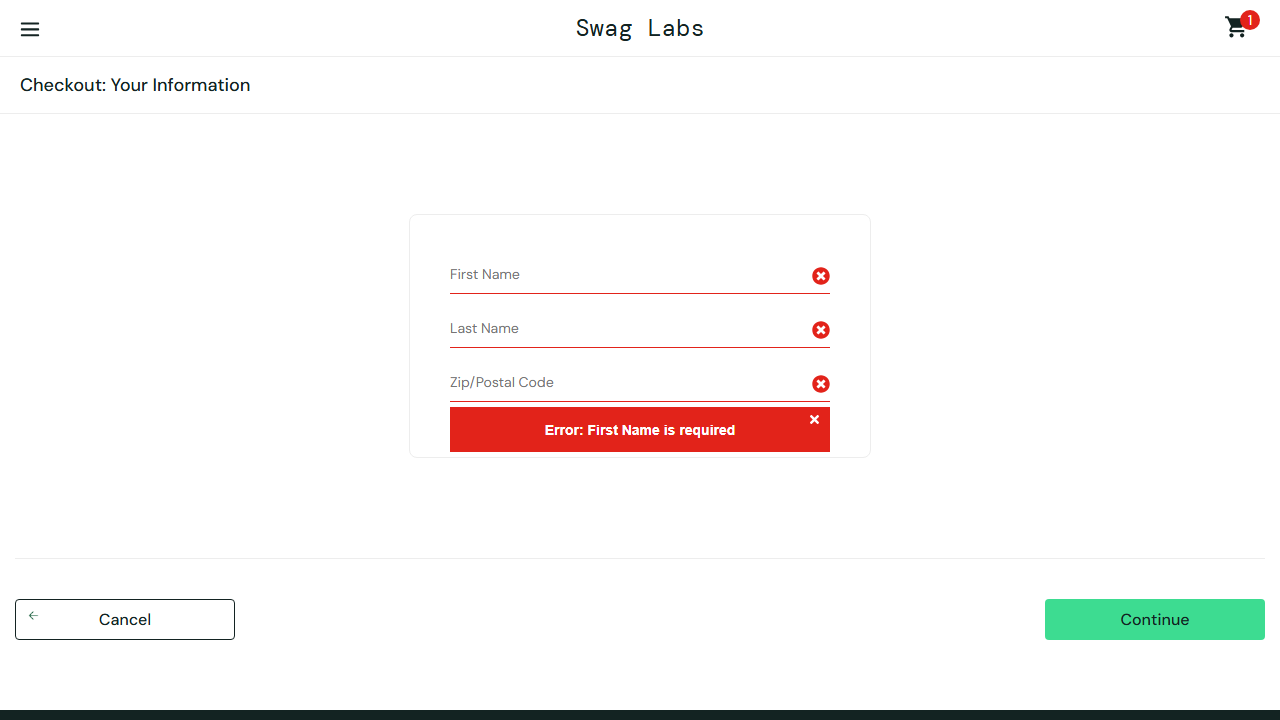 Swag Labs
1
Checkout: Your Information
First Name
Last Name
Zip/Postal Code
Error: First Name is required
Cancel
Continue